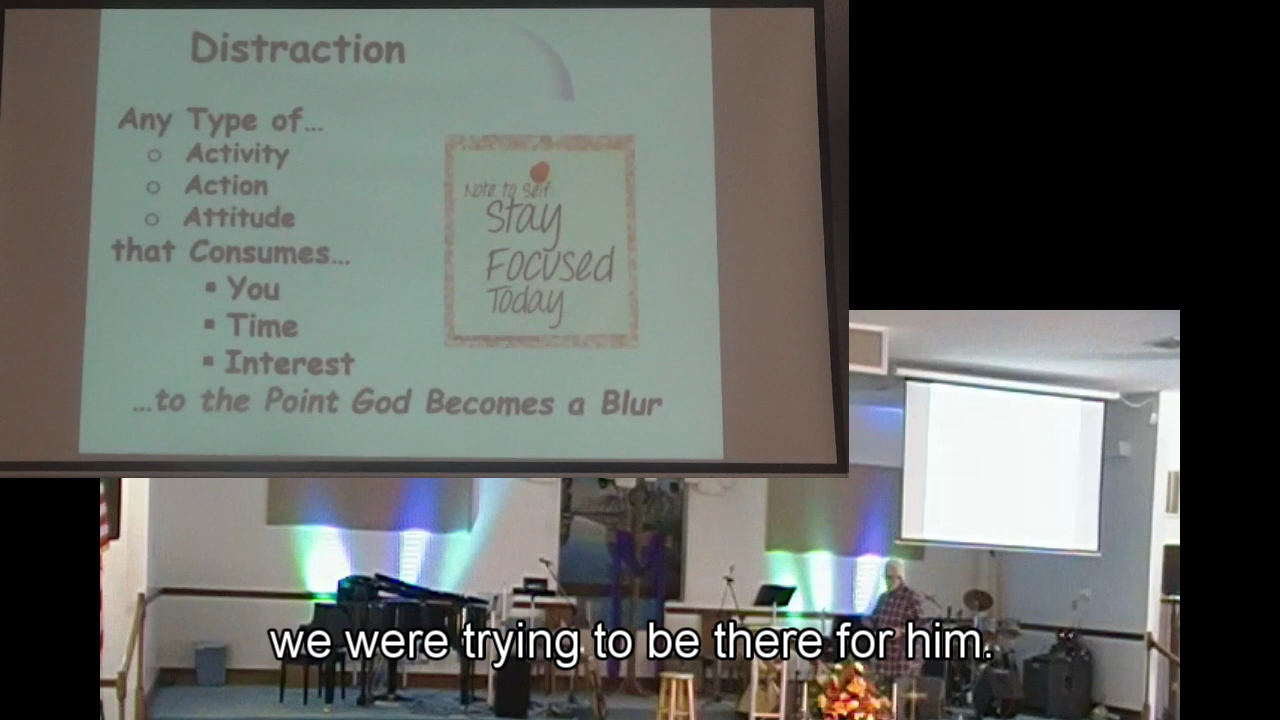 Distraction
Any Type of...
o Activity
o Action
o Attitude
that Consumes...
▪ You
▪ Time
▪ Interest
...to the Point God Becomes a Blur
Note to Self:
Stay
Focused
Today
we were trying to be there for him.